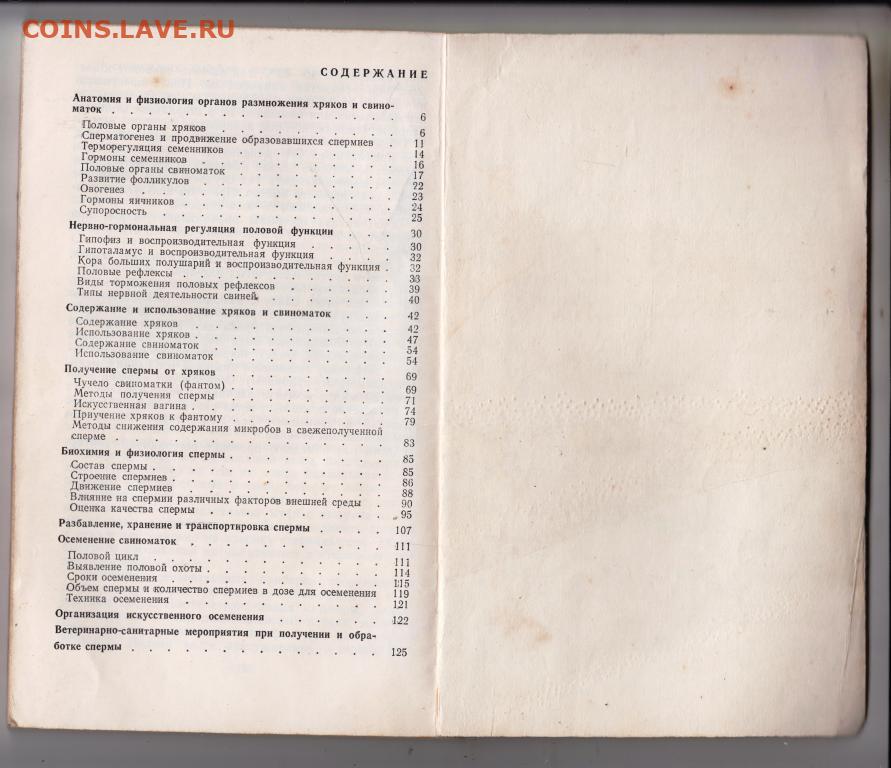 COINS.LAVE.RU
СОДЕРЖАНИЕ
Анатомия и физиология органов размножения хряков и свино-
маток . . . . . . . . . . . . . . . 6
Половые органы хряков . . . . . . . . . 6
Сперматогенез и продвижение образовавшихся спермиев . 11
Терморегуляция семенников . . . . . . . . 14
Гормоны семенников . . . . . . . . . . 16
Половые органы свиноматок . . . . . . . . 17
Развитие фолликулов . . . . . . . . . . 22
Овогенез . . . . . . . . . . . . . 23
Гормоны яичников . . . . . . . . . . . 24
Супоросность . . . . . . . . . . . . 25
Нервно-гормональная регуляция половой функции . . . 30
Гипофиз и воспроизводительная функция . . . . 30
Гипоталамус и воспроизводительная функция . . . 32
Кора больших полушарий и воспроизводительная функция . 32
Половые рефлексы . . . . . . . . . . . 33
Виды торможения половых рефлексов . . . . . 39
Типы нервной деятельности свиней . . . . . . 40
Содержание и использование хряков и свиноматок . . . 42
Содержание хряков . . . . . . . . . . 42
Использование хряков . . . . . . . . . . 47
Содержание свиноматок . . . . . . . . . 54
Использование свиноматок . . . . . . . . 54
Получение спермы от хряков . . . . . . . . 69
Чучело свиноматки (фантом) . . . . . . . . 69
Методы получения спермы . . . . . . . . 71
Искусственная вагина . . . . . . . . . . 74
Приучение хряков к фантому . . . . . . . . 79
Методы снижения содержания микробов в свежеполученной
сперме . . . . . . . . . . . . . . 83
Биохимия и физиология спермы . . . . . . . . 85
Состав спермы . . . . . . . . . . . . 85
Строение спермиев . . . . . . . . . . . 86
Движение спермиев . . . . . . . . . . 88
Влияние на спермии различных факторов внешней среды . 90
Оценка качества спермы . . . . . . . . . 95
Разбавление, хранение и транспортировка спермы . . . 107
Осеменение свиноматок . . . . . . . . . . 111
Половой цикл . . . . . . . . . . . . 111
Выявление половой охоты . . . . . . . . . 114
Сроки осеменения . . . . . . . . . . . 115
Объем спермы и количество спермиев в дозе для осеменения 119
Техника осеменения . . . . . . . . . . 121
Организация искусственного осеменения . . . . . . 122
Ветеринарно-санитарные мероприятия при получении и обра-
ботке спермы . . . . . . . . . . . . . 125